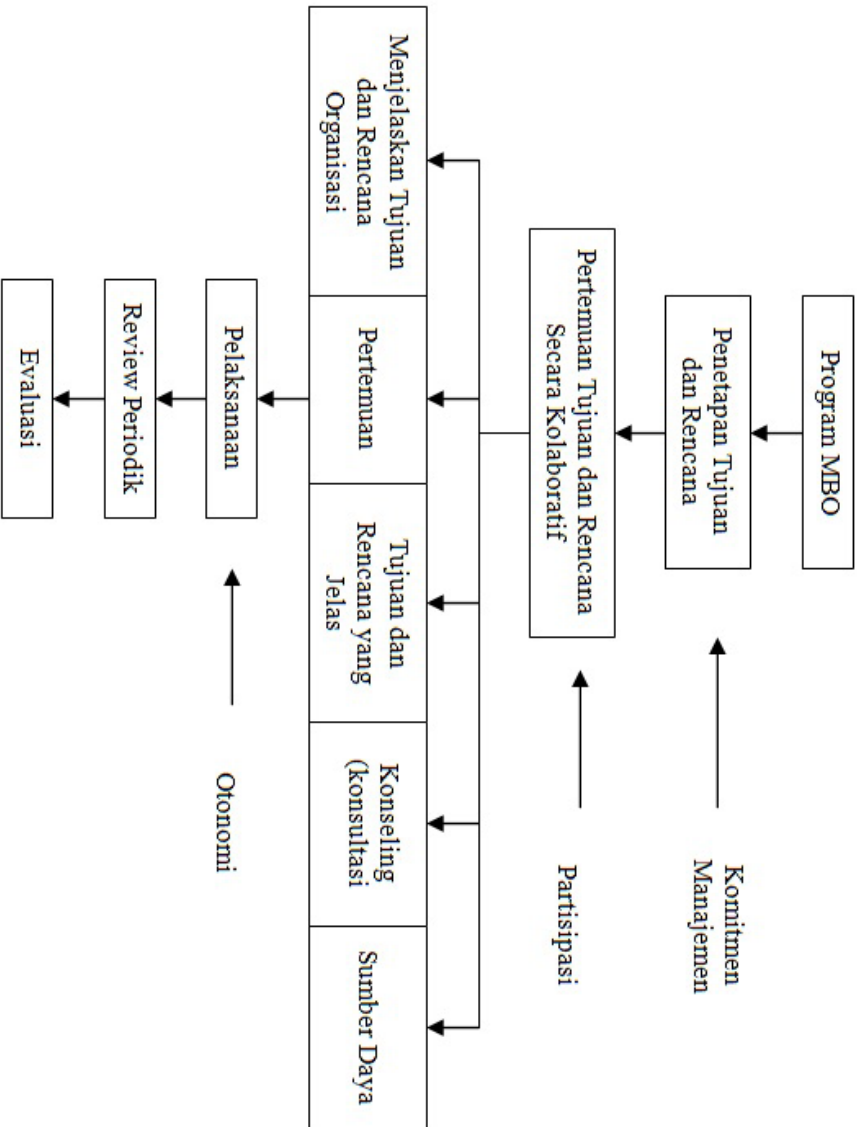 Program MBO
Penetapan Tujuan
dan Rencana
Komitmen
Manajemen
Pertemuan Tujuan dan Rencana
Secara Kolaboratif
Partisipasi
Menjelaskan Tujuan
dan Rencana
Organisasi
Pertemuan
Tujuan dan
Rencana yang
Jelas
Konseling
(konsultasi
Sumber Daya
Pelaksanaan
Otonomi
Review Periodik
Evaluasi